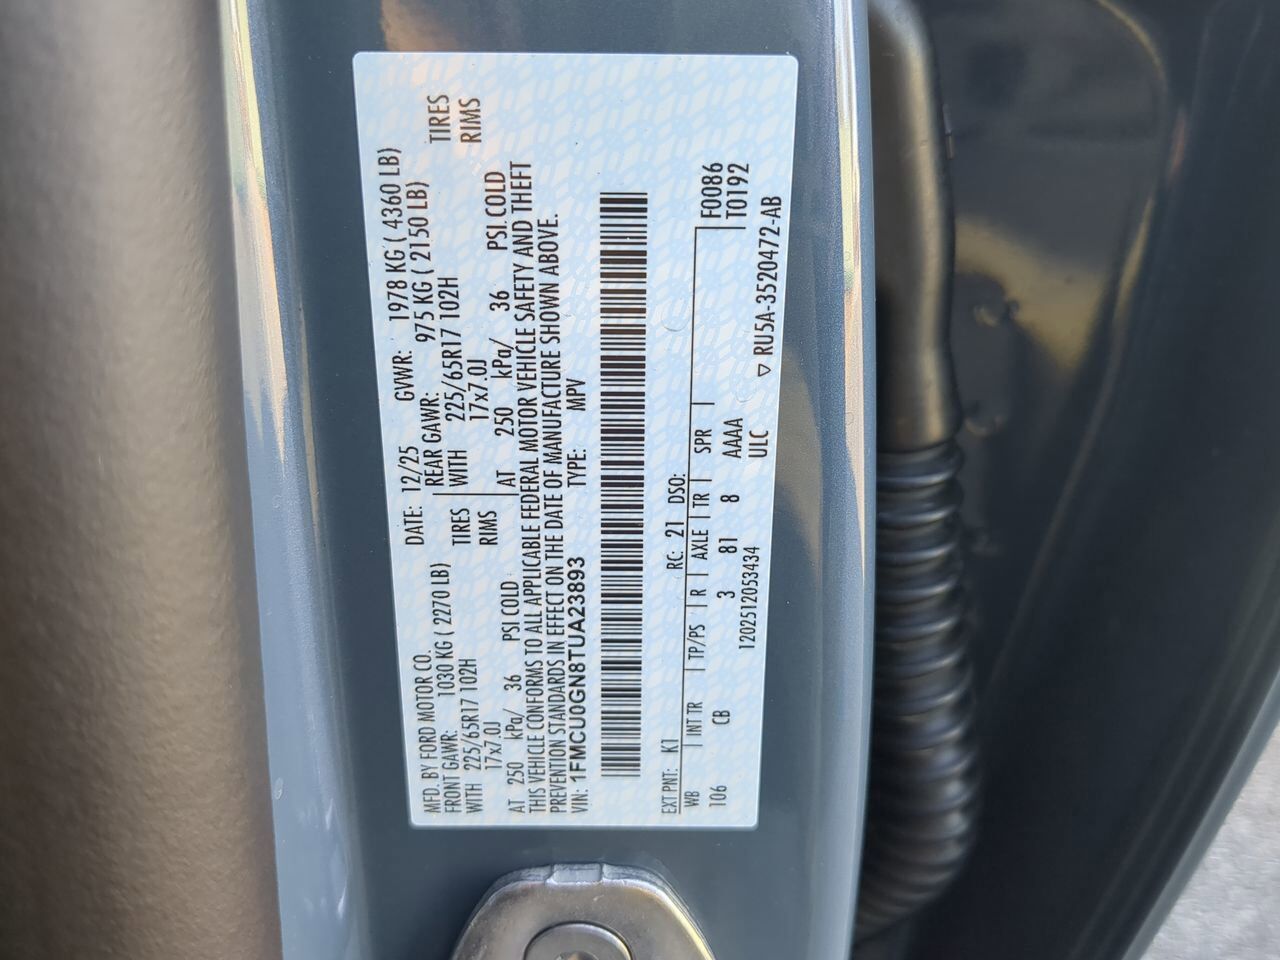 MFD. BY FORD MOTOR CO. DATE: 12/25 GVWR: 1978 KG ( 4360 LB)
FRONT GAWR: 1030 KG ( 2270 LB) REAR GAWR: 975 KG ( 2150 LB)
WITH 225/65R17 102H TIRES WITH 225/65R17 102H TIRES
17x7.0J RIMS 17x7.0J RIMS
AT 250 kPa/ 36 PSI COLD AT 250 kPa/ 36 PSI. COLD
THIS VEHICLE CONFORMS TO ALL APPLICABLE FEDERAL MOTOR VEHICLE SAFETY AND THEFT
PREVENTION STANDARDS IN EFFECT ON THE DATE OF MANUFACTURE SHOWN ABOVE.
VIN: 1FMCU0GN8TUA23893 TYPE: MPV
EXT PNT: K1 RC: 21 DSO:
WB INT TR TP/PS R AXLE TR SPR F0086
106 CB 3 81 8 AAAA T0192
1202512053434 ULC
▽ RU5A-3520472-AB